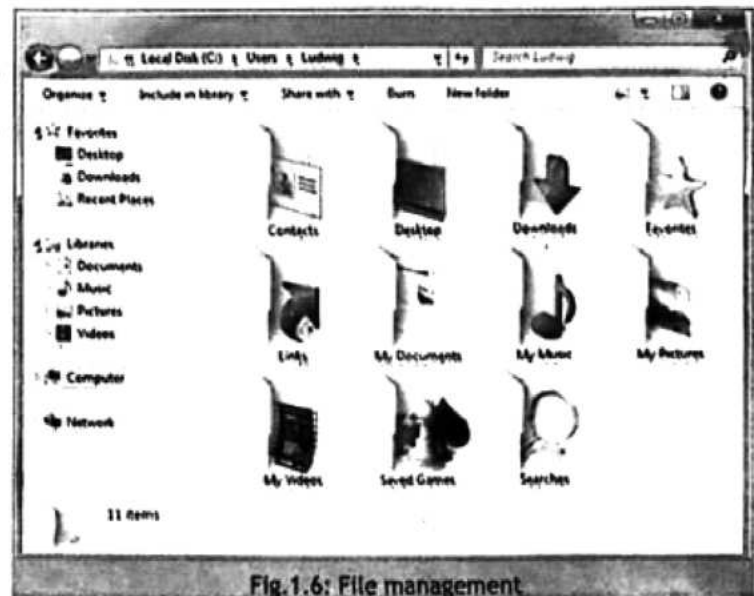 Local Disk (C:) Users Ludwig Search Ludwig
Organize Include in library Share with Burn New folder
Favorites
Desktop
Downloads
Recent Places
Libraries
Documents
Music
Pictures
Videos
Computer
Network
Contacts Desktop Downloads Favorites
Links My Documents My Music My Pictures
My Videos Saved Games Searches
11 items
Fig.1.6: File management